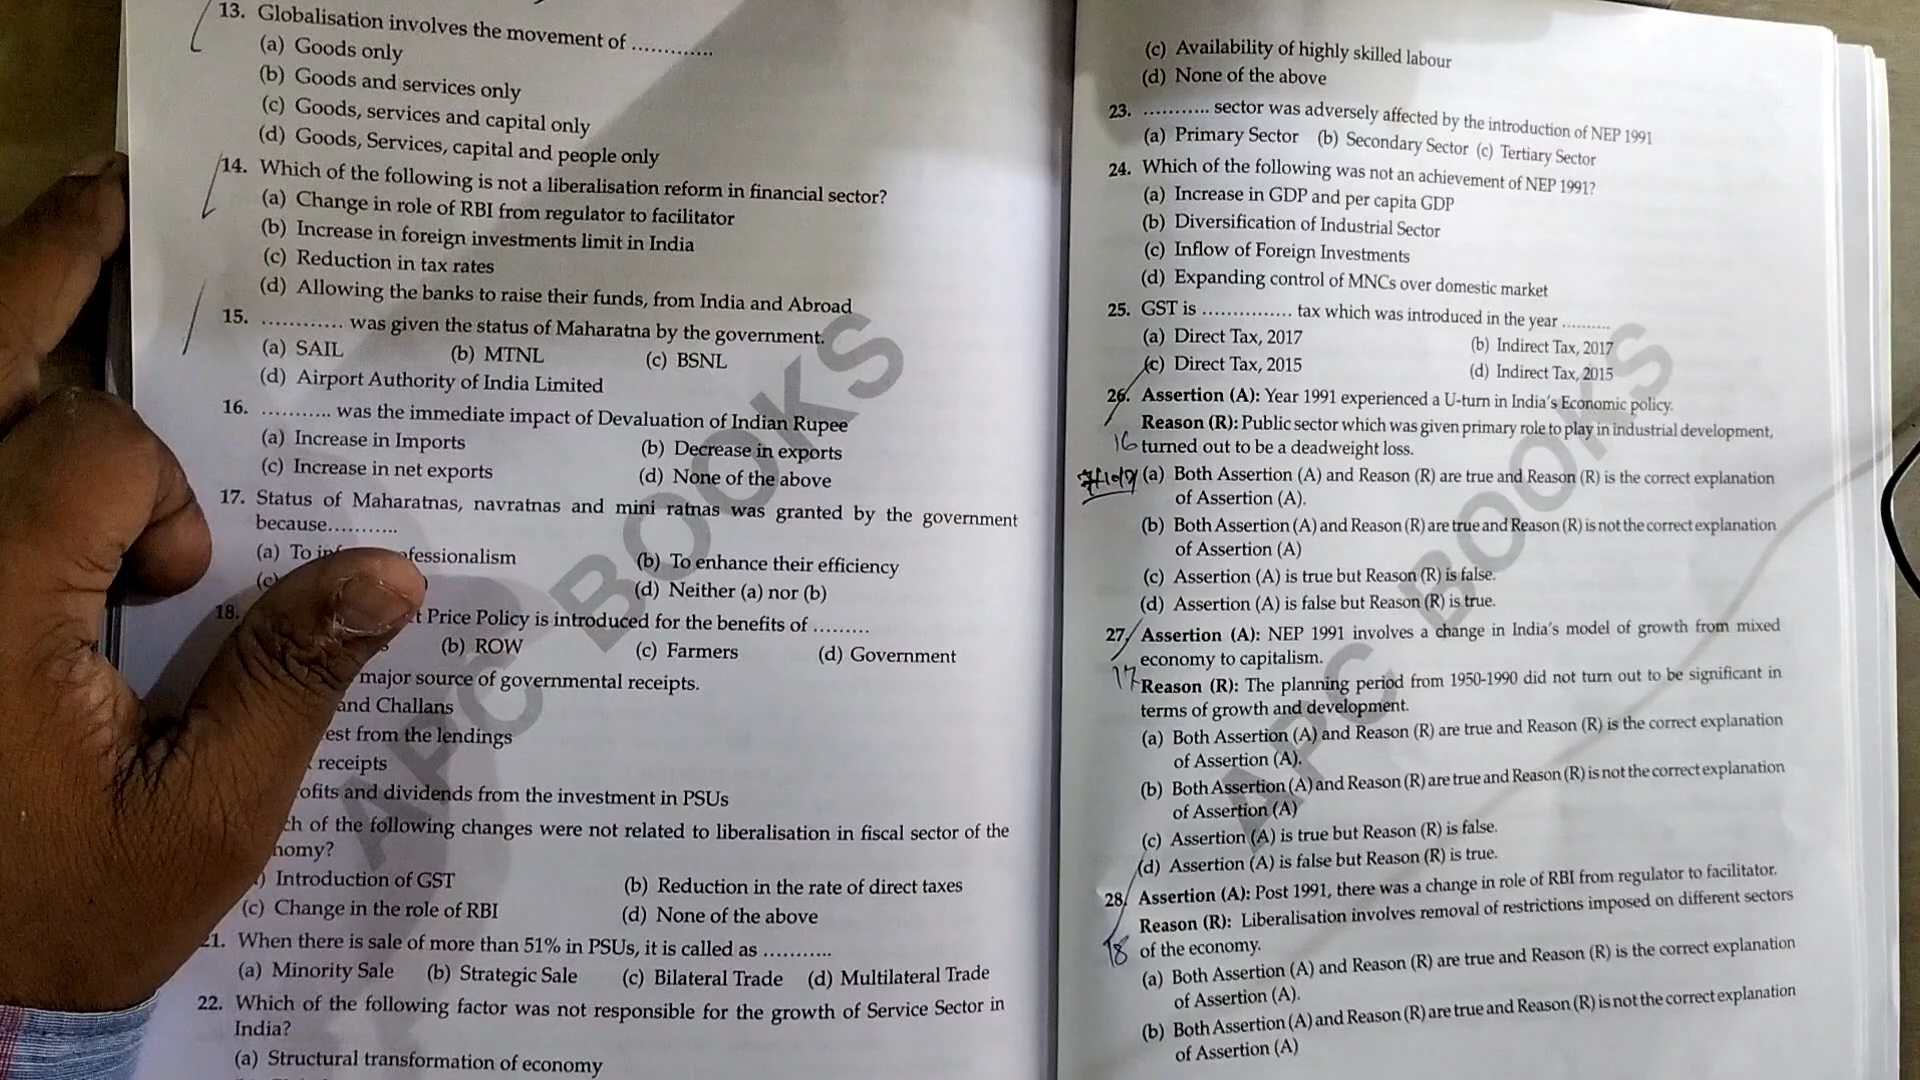 13. Globalisation involves the movement of .............
(a) Goods only
(b) Goods and services only
(c) Goods, services and capital only
(d) Goods, Services, capital and people only
14. Which of the following is not a liberalisation reform in financial sector?
(a) Change in role of RBI from regulator to facilitator
(b) Increase in foreign investments limit in India
(c) Reduction in tax rates
(d) Allowing the banks to raise their funds, from India and Abroad
15. ............ was given the status of Maharatna by the government.
(a) SAIL (b) MTNL (c) BSNL
(d) Airport Authority of India Limited
16. ........... was the immediate impact of Devaluation of Indian Rupee
(a) Increase in Imports (b) Decrease in exports
(c) Increase in net exports (d) None of the above
17. Status of Maharatnas, navratnas and mini ratnas was granted by the government
because...........
(a) To fessionalism (b) To enhance their efficiency
(c) (d) Neither (a) nor (b)
18. t Price Policy is introduced for the benefits of .........
(b) ROW (c) Farmers (d) Government
major source of governmental receipts.
and Challans
est from the lendings
receipts
ofits and dividends from the investment in PSUs
ch of the following changes were not related to liberalisation in fiscal sector of the
nomy?
) Introduction of GST (b) Reduction in the rate of direct taxes
(c) Change in the role of RBI (d) None of the above
21. When there is sale of more than 51% in PSUs, it is called as ...........
(a) Minority Sale (b) Strategic Sale (c) Bilateral Trade (d) Multilateral Trade
22. Which of the following factor was not responsible for the growth of Service Sector in
India?
(a) Structural transformation of economy
APC BOOKS
(c) Availability of highly skilled labour
(d) None of the above
23. ........... sector was adversely affected by the introduction of NEP 1991
(a) Primary Sector (b) Secondary Sector (c) Tertiary Sector
24. Which of the following was not an achievement of NEP 1991?
(a) Increase in GDP and per capita GDP
(b) Diversification of Industrial Sector
(c) Inflow of Foreign Investments
(d) Expanding control of MNCs over domestic market
25. GST is ............... tax which was introduced in the year ..........
(a) Direct Tax, 2017 (b) Indirect Tax, 2017
(c) Direct Tax, 2015 (d) Indirect Tax, 2015
26. Assertion (A): Year 1991 experienced a U-turn in India's Economic policy.
Reason (R): Public sector which was given primary role to play in industrial development,
16 turned out to be a deadweight loss.
(a) Both Assertion (A) and Reason (R) are true and Reason (R) is the correct explanation
of Assertion (A).
(b) Both Assertion (A) and Reason (R) are true and Reason (R) is not the correct explanation
of Assertion (A)
(c) Assertion (A) is true but Reason (R) is false.
(d) Assertion (A) is false but Reason (R) is true.
27. Assertion (A): NEP 1991 involves a change in India's model of growth from mixed
economy to capitalism.
17 Reason (R): The planning period from 1950-1990 did not turn out to be significant in
terms of growth and development.
(a) Both Assertion (A) and Reason (R) are true and Reason (R) is the correct explanation
of Assertion (A).
(b) Both Assertion (A) and Reason (R) are true and Reason (R) is not the correct explanation
of Assertion (A)
(c) Assertion (A) is true but Reason (R) is false.
(d) Assertion (A) is false but Reason (R) is true.
28. Assertion (A): Post 1991, there was a change in role of RBI from regulator to facilitator.
Reason (R): Liberalisation involves removal of restrictions imposed on different sectors
18 of the economy.
(a) Both Assertion (A) and Reason (R) is the correct explanation
of Assertion (A).
(b) Both Assertion (A) and Reason (R) are true and Reason (R) is not the correct explanation
of Assertion (A)
APC BOOKS